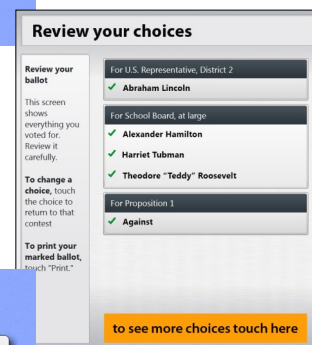 Review your choices
Review your
ballot
This screen
shows
everything you
voted for.
Review it
carefully.
To change a
choice, touch
the choice to
return to that
contest
To print your
marked ballot,
touch "Print."
For U.S. Representative, District 2
Abraham Lincoln
For School Board, at large
Alexander Hamilton
Harriet Tubman
Theodore "Teddy" Roosevelt
For Proposition 1
Against
to see more choices touch here